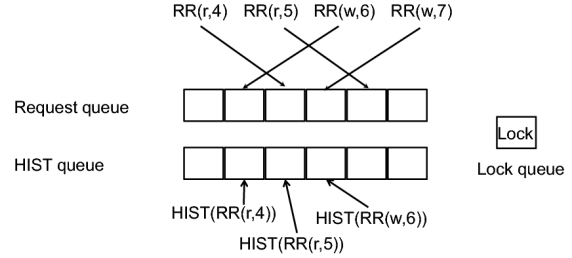 RR(r,4) RR(r,5) RR(w,6) RR(w,7)
Request queue
Lock
HIST queue
Lock queue
HIST(RR(r,4))
HIST(RR(w,6))
HIST(RR(r,5))